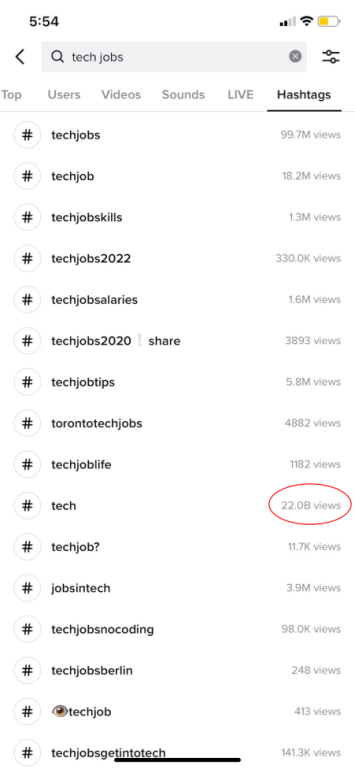 5:54
tech jobs
Top Users Videos Sounds LIVE Hashtags
# techjobs 99.7M views
# techjob 18.2M views
# techjobskills 1.3M views
# techjobs2022 330.0K views
# techjobsalaries 1.6M views
# techjobs2020❕share 3893 views
# techjobtips 5.8M views
# torontotechjobs 4882 views
# techjoblife 1182 views
# tech 22.0B views
# techjob? 11.7K views
# jobsintech 3.9M views
# techjobsnocoding 98.0K views
# techjobsberlin 248 views
# 👁️techjob 413 views
# techjobsgetintotech 141.3K views